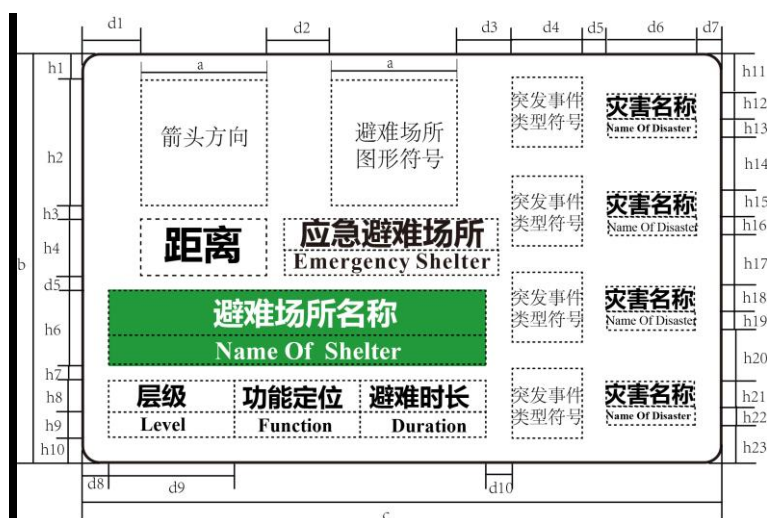 d1 d2 d3 d4 d5 d6 d7
h1
h2
h3
h4
d5
h6
h7
h8
h9
h10
b
a a
箭头方向
避难场所
图形符号
距离
应急避难场所
Emergency Shelter
避难场所名称
Name Of Shelter
层级 功能定位 避难时长
Level Function Duration
突发事件
类型符号
灾害名称
Name Of Disaster
突发事件
类型符号
灾害名称
Name Of Disaster
突发事件
类型符号
灾害名称
Name Of Disaster
突发事件
类型符号
灾害名称
Name Of Disaster
h11
h12
h13
h14
h15
h16
h17
h18
h19
h20
h21
h22
h23
d8 d9 d10
c